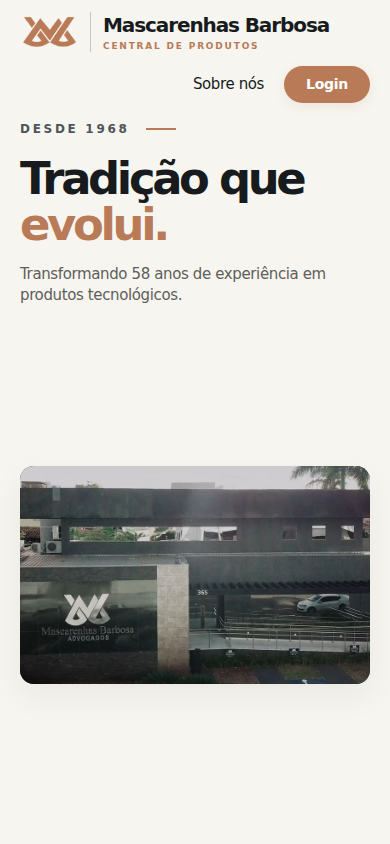 Mascarenhas Barbosa
CENTRAL DE PRODUTOS
Sobre nós
Login
DESDE 1968
Tradição que
evolui.
Transformando 58 anos de experiência em
produtos tecnológicos.
365
Mascarenhas Barbosa
ADVOGADOS